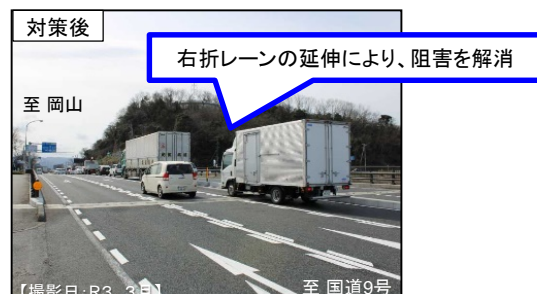 対策後
右折レーンの延伸により、阻害を解消
至 岡山
至 国道9号
【撮影日:R3.3月】